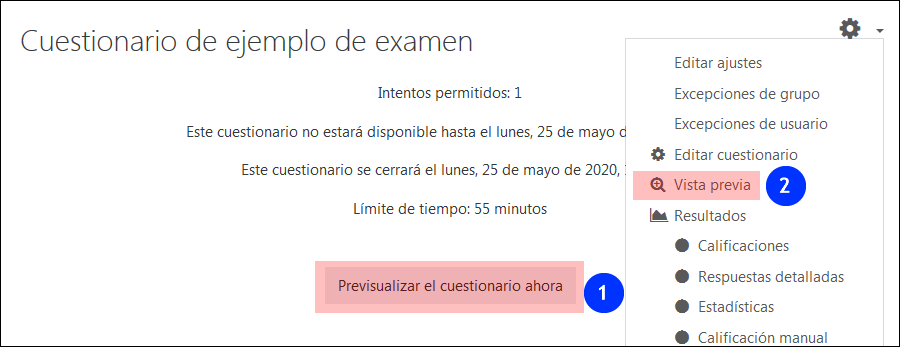 Cuestionario de ejemplo de examen
Intentos permitidos: 1
Este cuestionario no estará disponible hasta el lunes, 25 de mayo d
Este cuestionario se cerrará el lunes, 25 de mayo de 2020,
Límite de tiempo: 55 minutos
Previsualizar el cuestionario ahora
1
Editar ajustes
Excepciones de grupo
Excepciones de usuario
Editar cuestionario
Vista previa
2
Resultados
Calificaciones
Respuestas detalladas
Estadísticas
Calificación manual